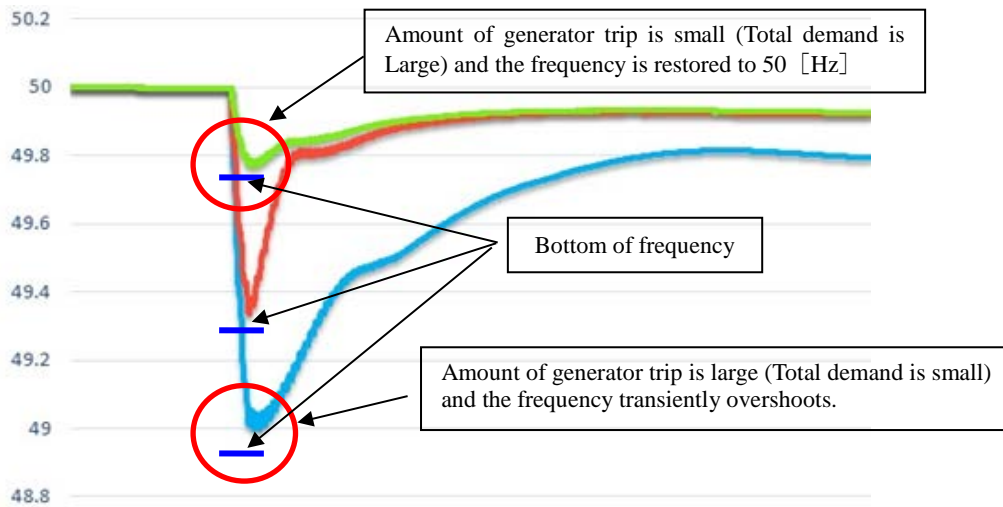 50.2
Amount of generator trip is small (Total demand is
Large) and the frequency is restored to 50［Hz］
50
49.8
49.6
Bottom of frequency
49.4
49.2
Amount of generator trip is large (Total demand is small)
and the frequency transiently overshoots.
49
48.8